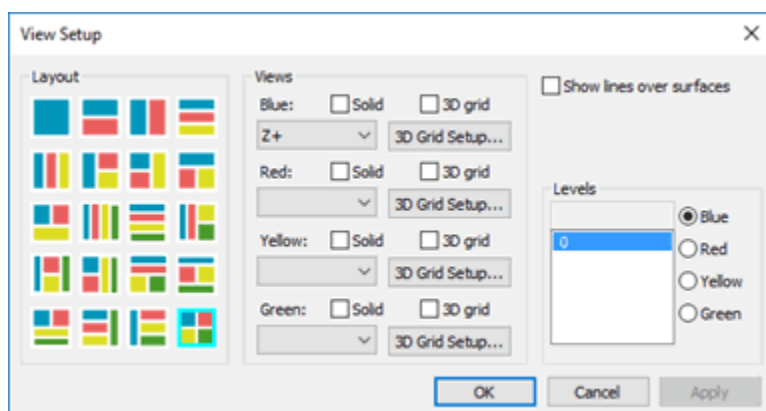 View Setup
Layout
Views
Blue: Solid 3D grid
Z+ 3D Grid Setup...
Red: Solid 3D grid
3D Grid Setup...
Yellow: Solid 3D grid
3D Grid Setup...
Green: Solid 3D grid
3D Grid Setup...
Show lines over surfaces
Levels
0
Blue
Red
Yellow
Green
OK Cancel Apply